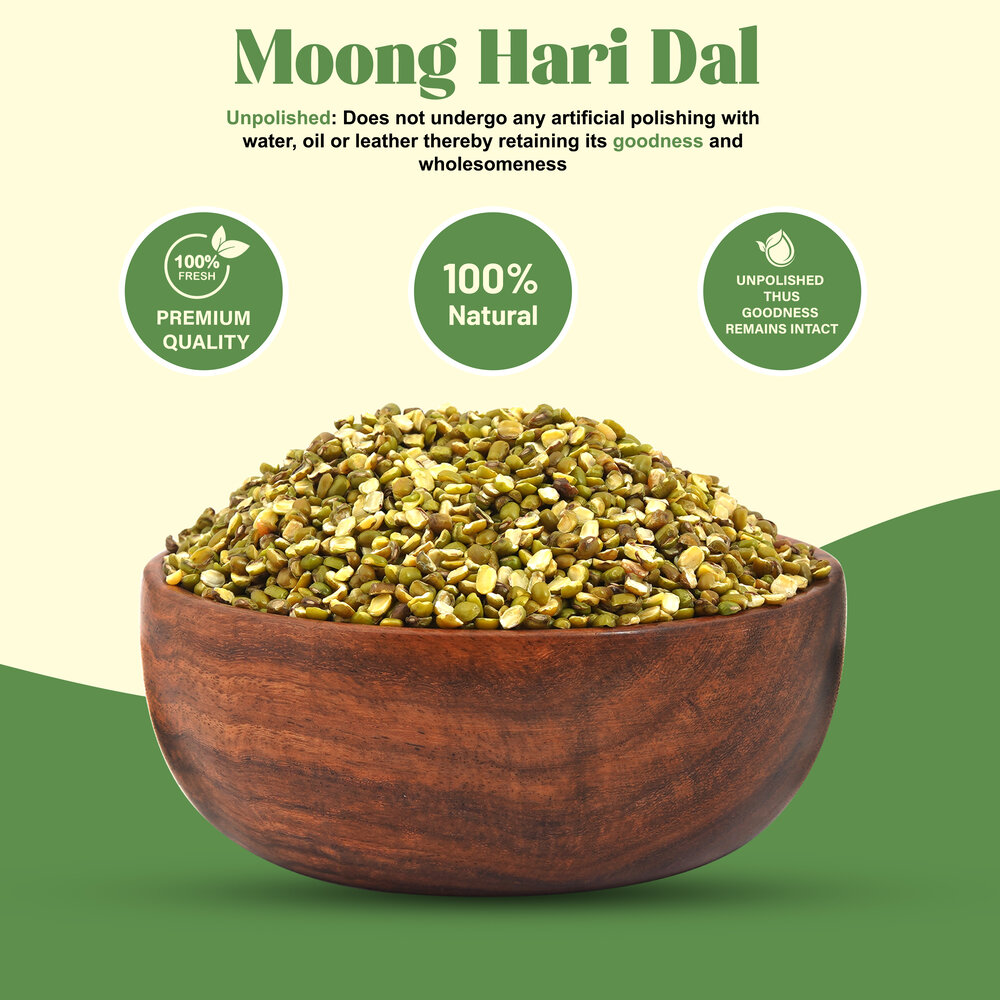 Moong Hari Dal
Unpolished: Does not undergo any artificial polishing with
water, oil or leather thereby retaining its goodness and
wholesomeness
100%
FRESH
PREMIUM
QUALITY
100%
Natural
UNPOLISHED
THUS
GOODNESS
REMAINS INTACT